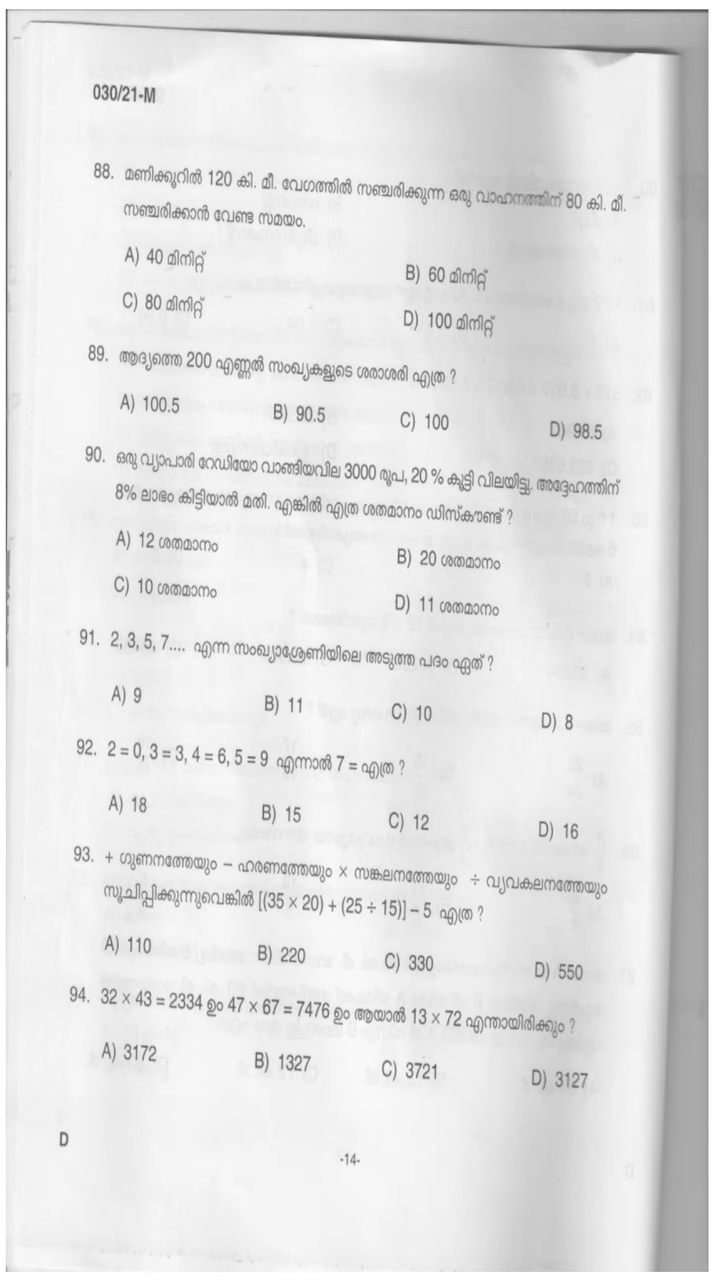 030/21-M
88. മണിക്കൂറിൽ 120 കി. മീ. വേഗത്തിൽ സഞ്ചരിക്കുന്ന ഒരു വാഹനത്തിന് 80 കി. മീ.
സഞ്ചരിക്കാൻ വേണ്ട സമയം.
A) 40 മിനിറ്റ് B) 60 മിനിറ്റ്
C) 80 മിനിറ്റ് D) 100 മിനിറ്റ്
89. ആദ്യത്തെ 200 എണ്ണൽ സംഖ്യകളുടെ ശരാശരി എത്ര ?
A) 100.5 B) 90.5 C) 100 D) 98.5
90. ഒരു വ്യാപാരി റേഡിയോ വാങ്ങിയവില 3000 രൂപ, 20 % കൂട്ടി വിലയിട്ടു. അദ്ദേഹത്തിന്
8% ലാഭം കിട്ടിയാൽ മതി. എങ്കിൽ എത്ര ശതമാനം ഡിസ്കൗണ്ട് ?
A) 12 ശതമാനം B) 20 ശതമാനം
C) 10 ശതമാനം D) 11 ശതമാനം
91. 2, 3, 5, 7.... എന്ന സംഖ്യാശ്രേണിയിലെ അടുത്ത പദം ഏത് ?
A) 9 B) 11 C) 10 D) 8
92. 2 = 0, 3 = 3, 4 = 6, 5 = 9 എന്നാൽ 7 = എത്ര ?
A) 18 B) 15 C) 12 D) 16
93. + ഗുണനത്തേയും – ഹരണത്തേയും × സങ്കലനത്തേയും ÷ വ്യവകലനത്തേയും
സൂചിപ്പിക്കുന്നുവെങ്കിൽ [(35 × 20) + (25 ÷ 15)] – 5 എത്ര ?
A) 110 B) 220 C) 330 D) 550
94. 32 × 43 = 2334 ഉം 47 × 67 = 7476 ഉം ആയാൽ 13 × 72 എന്തായിരിക്കും ?
A) 3172 B) 1327 C) 3721 D) 3127
D
-14-